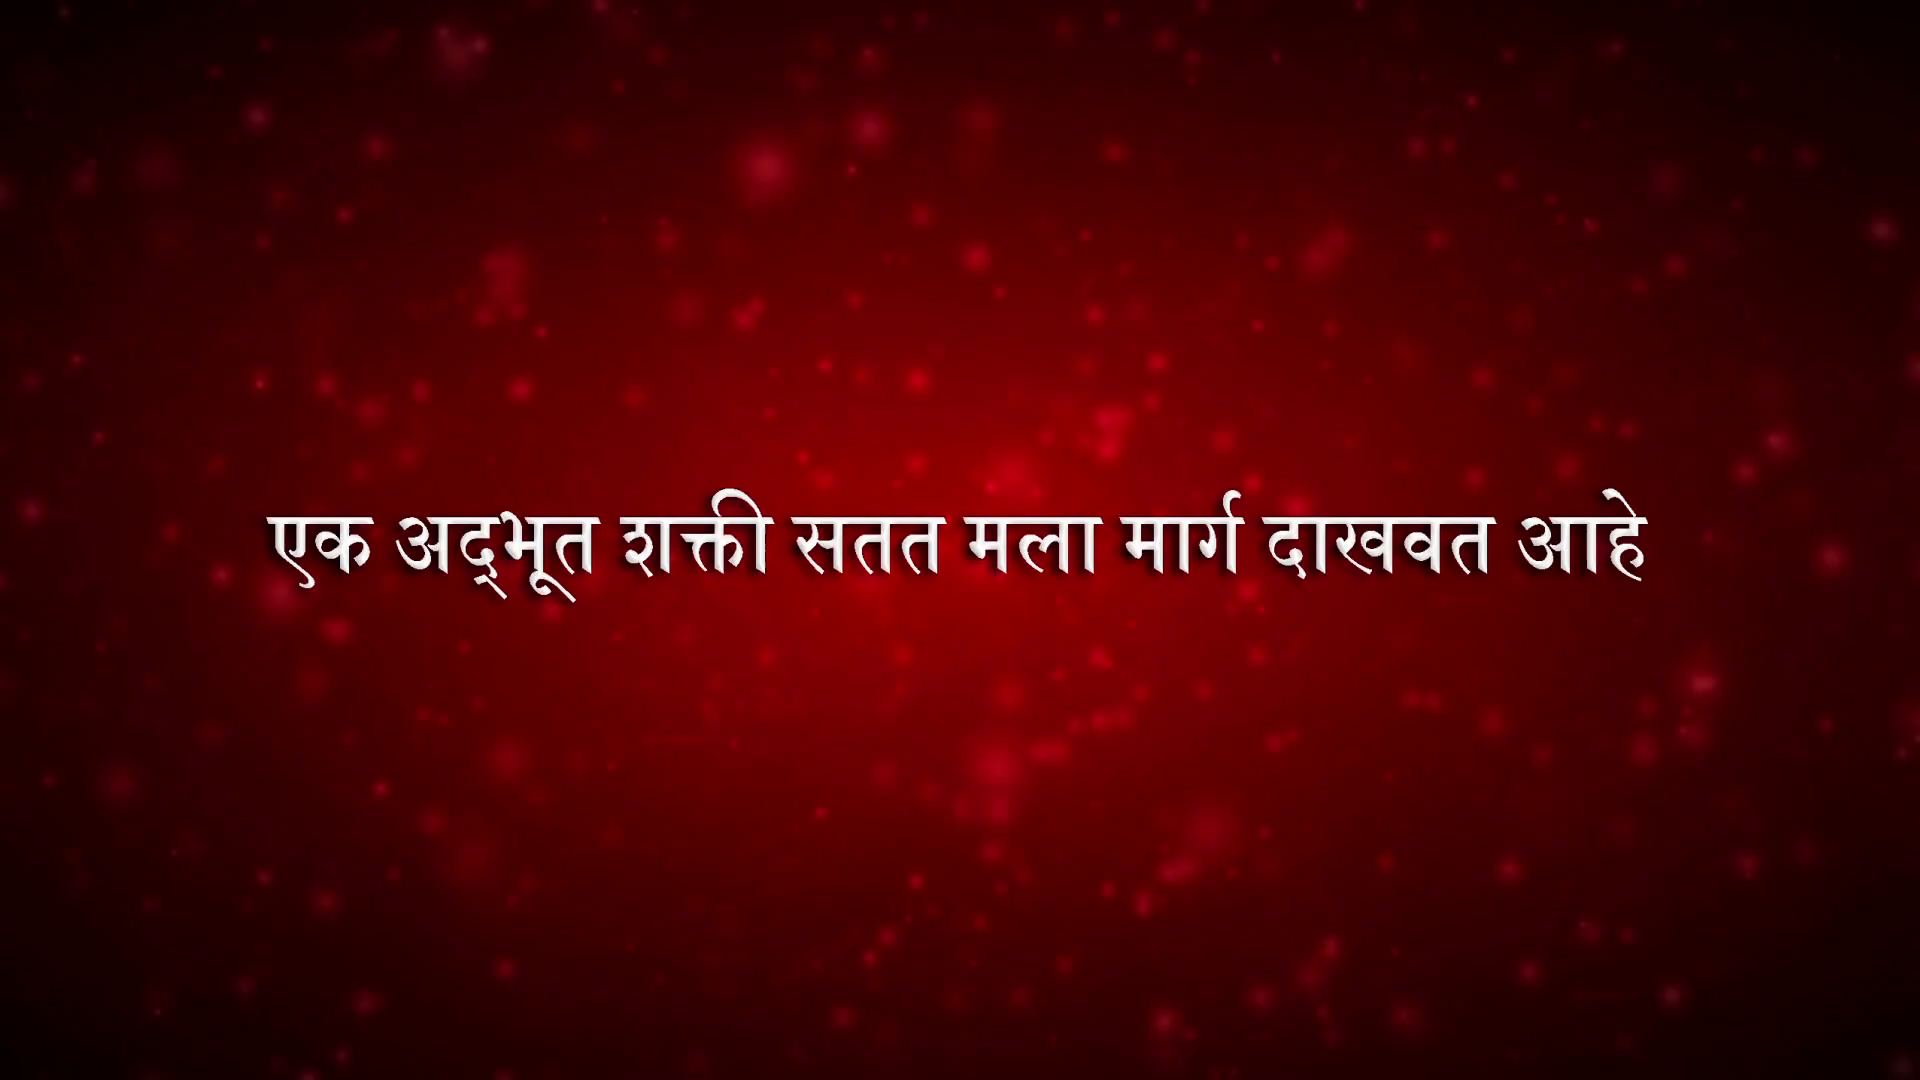 एक अद्‌भूत शक्ती सतत मला मार्ग दाखवत आहे